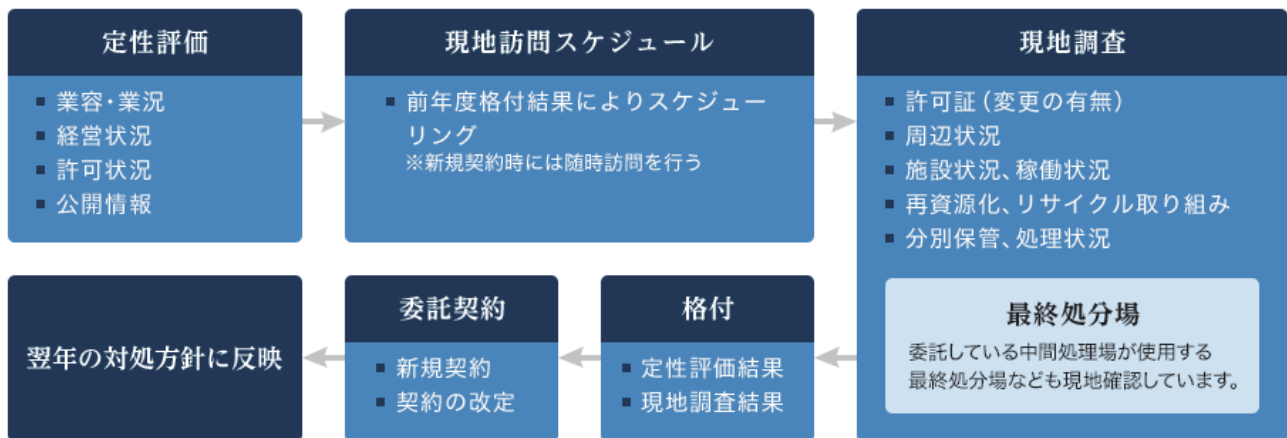 定性評価
業容・業況
経営状況
許可状況
公開情報
現地訪問スケジュール
前年度格付結果によりスケジュー
リング
※新規契約時には随時訪問を行う
現地調査
許可証（変更の有無）
周辺状況
施設状況、稼働状況
再資源化、リサイクル取り組み
分別保管、処理状況
最終処分場
委託している中間処理場が使用する
最終処分場なども現地確認しています。
格付
定性評価結果
現地調査結果
委託契約
新規契約
契約の改定
翌年の対処方針に反映